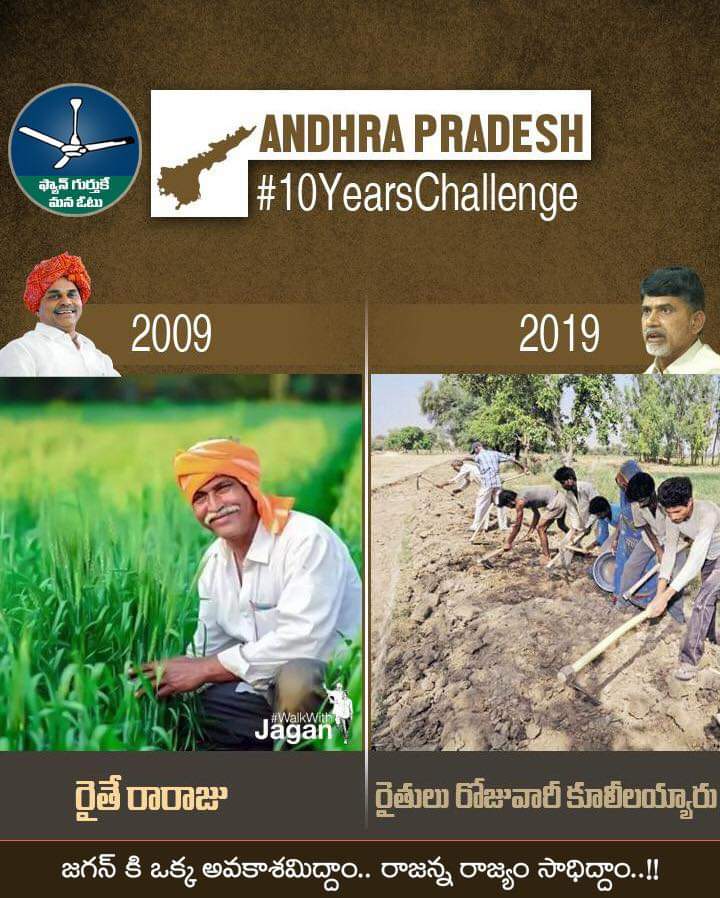 ఫ్యాన్ గుర్తుకే
మన ఓటు
ANDHRA PRADESH
#10YearsChallenge
2009
2019
#WalkWith
Jagan
రైతే రారాజు
రైతులు రోజువారీ కూలీలయ్యారు
జగన్ కి ఒక్క అవకాశమిద్దాం.. రాజన్న రాజ్యం సాధిద్దాం..!!